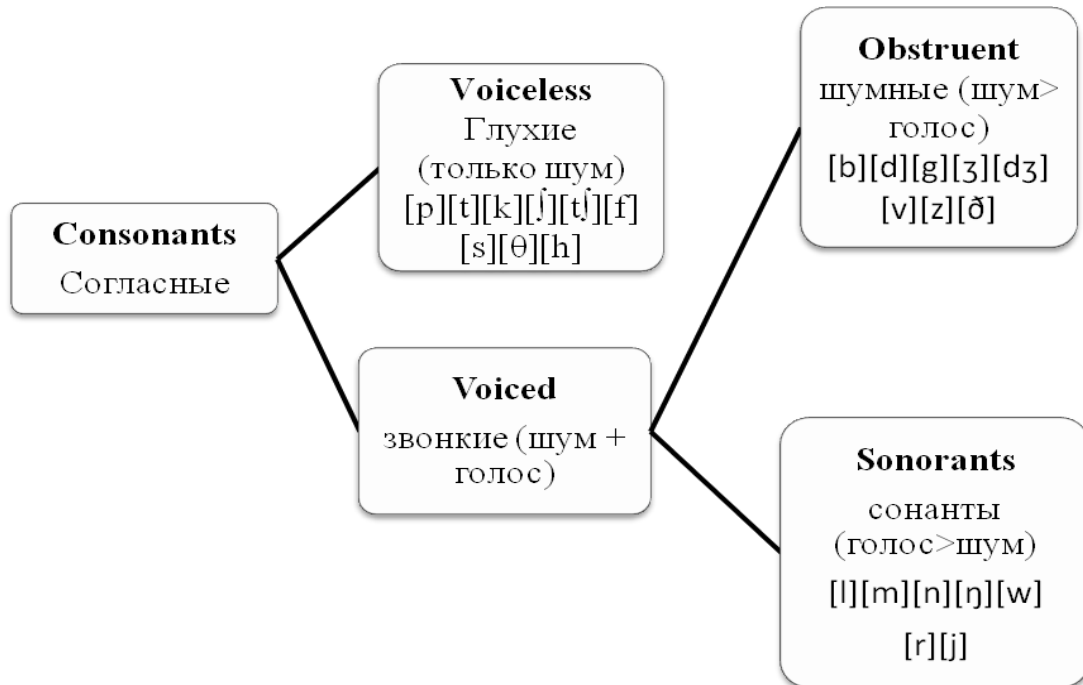 Consonants
Согласные
Voiceless
Глухие
(только шум)
[p][t][k][ʃ][tʃ][f]
[s][θ][h]
Voiced
звонкие (шум +
голос)
Obstruent
шумные (шум>
голос)
[b][d][g][ʒ][dʒ]
[v][z][ð]
Sonorants
сонанты
(голос>шум)
[l][m][n][ŋ][w]
[r][j]